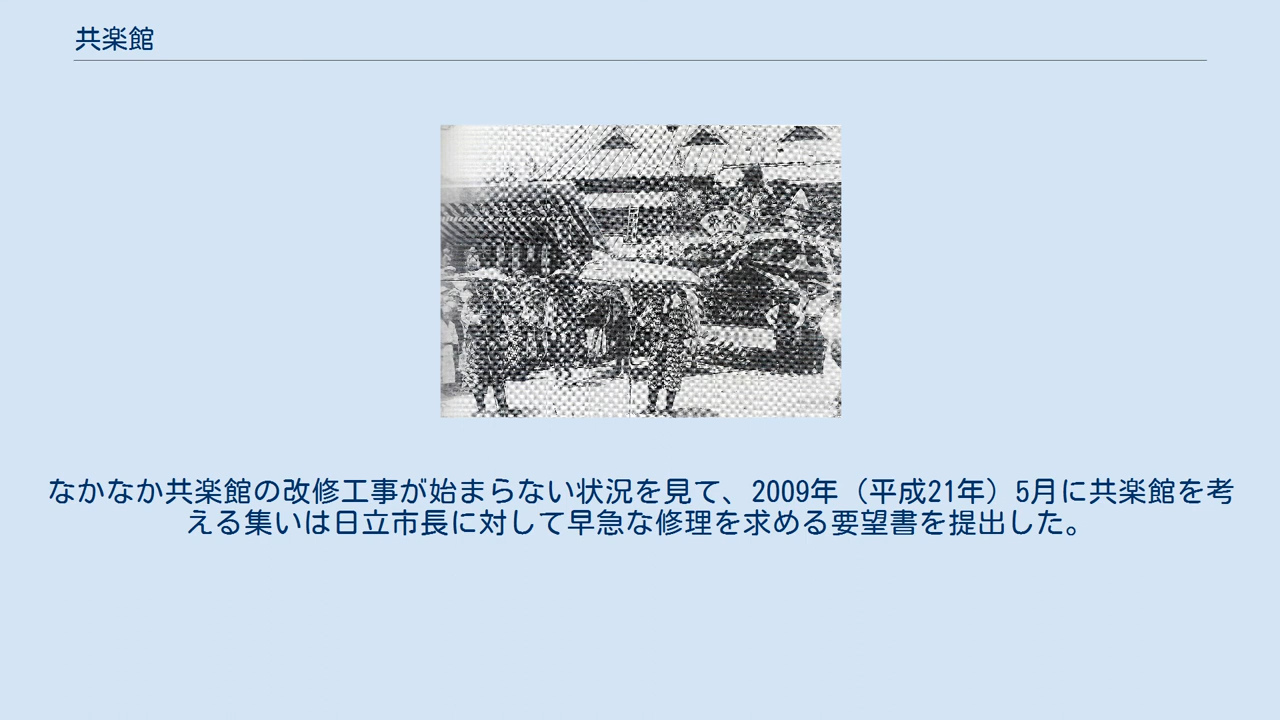 共楽館
なかなか共楽館の改修工事が始まらない状況を見て、2009年（平成21年）5月に共楽館を考
える集いは日立市長に対して早急な修理を求める要望書を提出した。